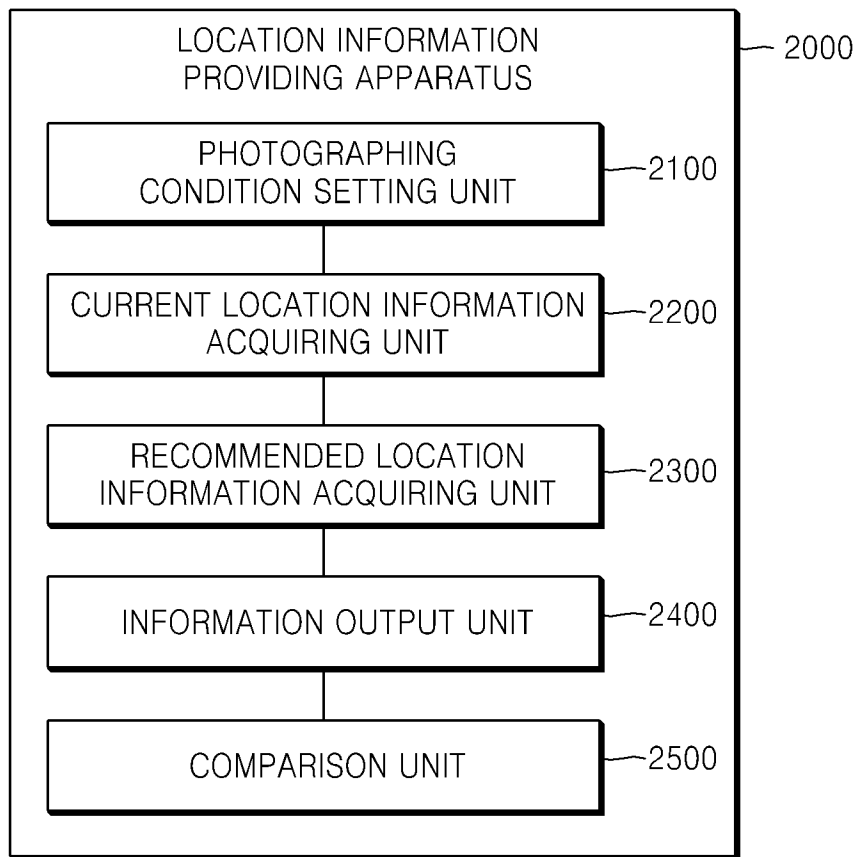 LOCATION INFORMATION
PROVIDING APPARATUS
2000
PHOTOGRAPHING
CONDITION SETTING UNIT
2100
CURRENT LOCATION INFORMATION
ACQUIRING UNIT
2200
RECOMMENDED LOCATION
INFORMATION ACQUIRING UNIT
2300
INFORMATION OUTPUT UNIT
2400
COMPARISON UNIT
2500